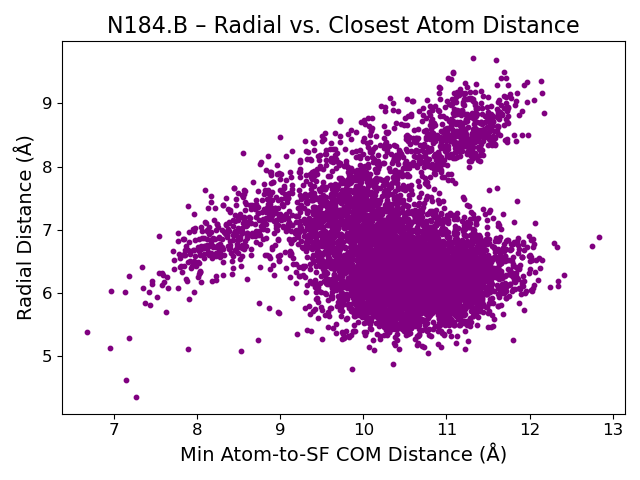 N184.B – Radial vs. Closest Atom Distance
Radial Distance (Å)
9
8
7
6
5
7 8 9 10 11 12 13
Min Atom-to-SF COM Distance (Å)